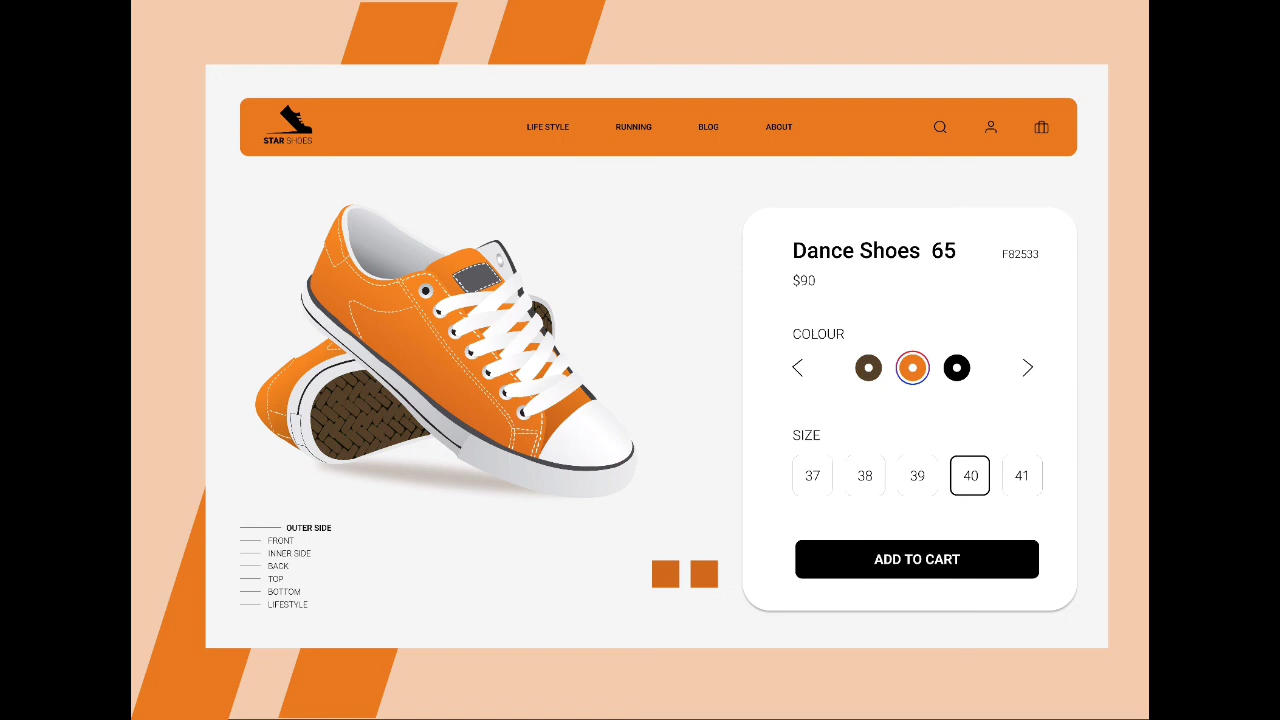 STAR SHOES
LIFE STYLE
RUNNING
BLOG
ABOUT
Dance Shoes 65
F82533
$90
COLOUR
SIZE
37
38
39
40
41
ADD TO CART
OUTER SIDE
FRONT
INNER SIDE
BACK
TOP
BOTTOM
LIFESTYLE